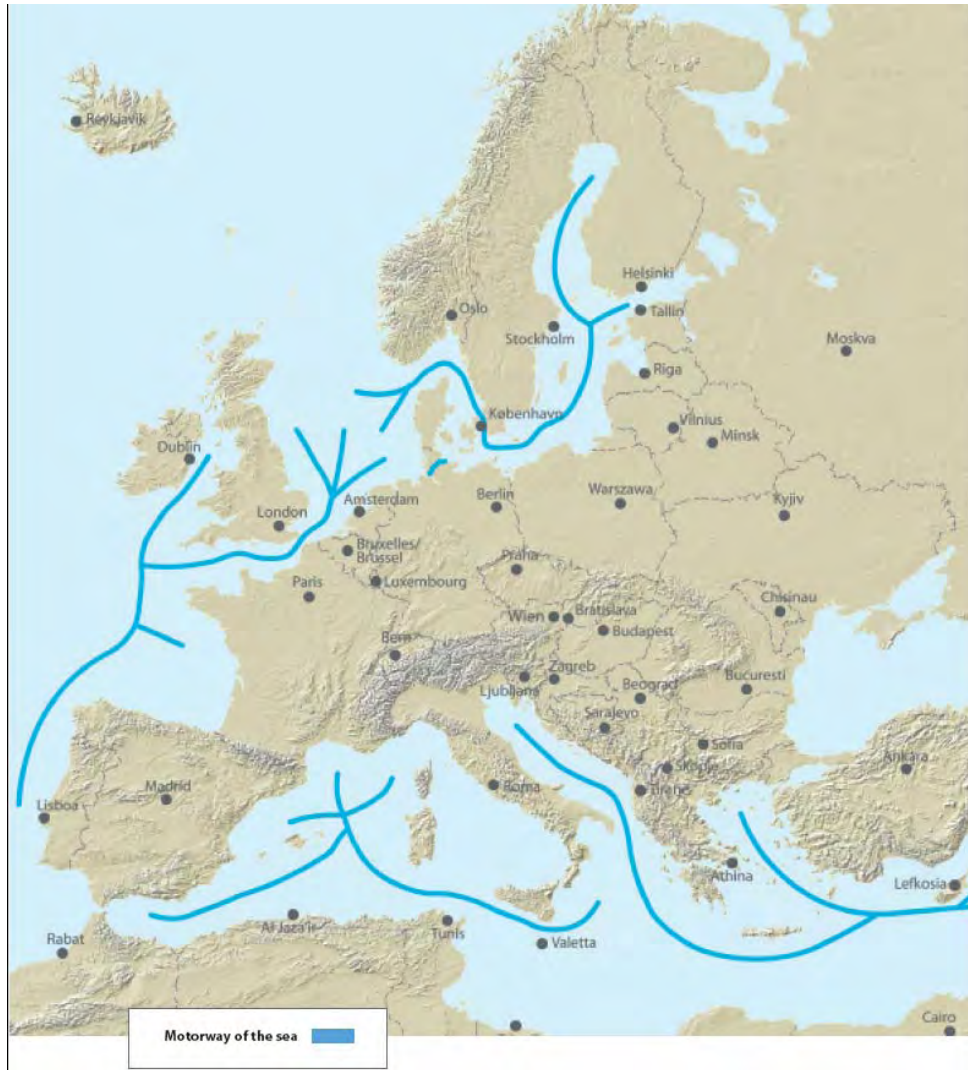 Reykjavik
Helsinki
Oslo
Tallin
Stockholm
Moskva
Riga
København
Vilnius
Minsk
Dublin
Amsterdam
Berlin
Warszawa
London
Kyjiv
Bruxelles/
Brussel
Praha
Paris
Luxembourg
Chisinau
Wien
Bratislava
Budapest
Bern
Zagreb
Ljubljana
Beograd
Bucuresti
Sarajevo
Sofia
Skopje
Ankara
Madrid
Roma
Tiranë
Lisboa
Athina
Lefkosia
Al Jaza'ir
Tunis
Rabat
Valetta
Cairo
Motorway of the sea